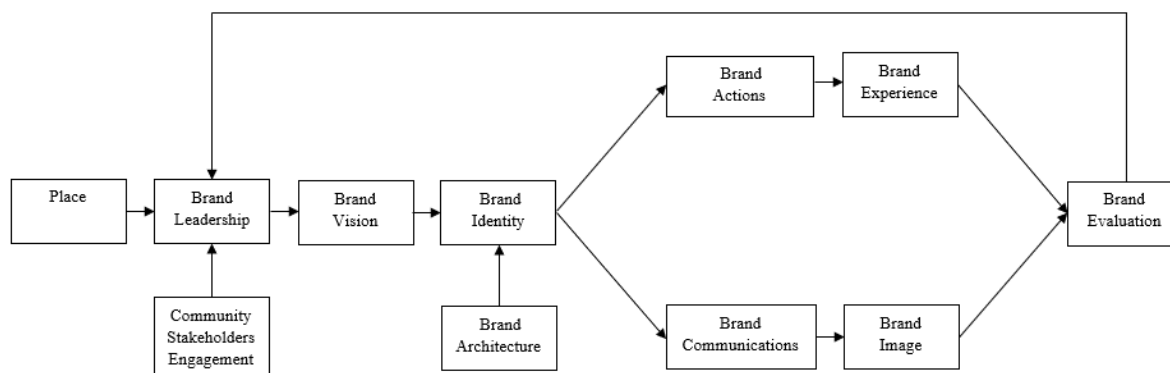 Brand
Actions
Brand
Experience
Place
Brand
Leadership
Brand
Vision
Brand
Identity
Brand
Evaluation
Community
Stakeholders
Engagement
Brand
Architecture
Brand
Communications
Brand
Image